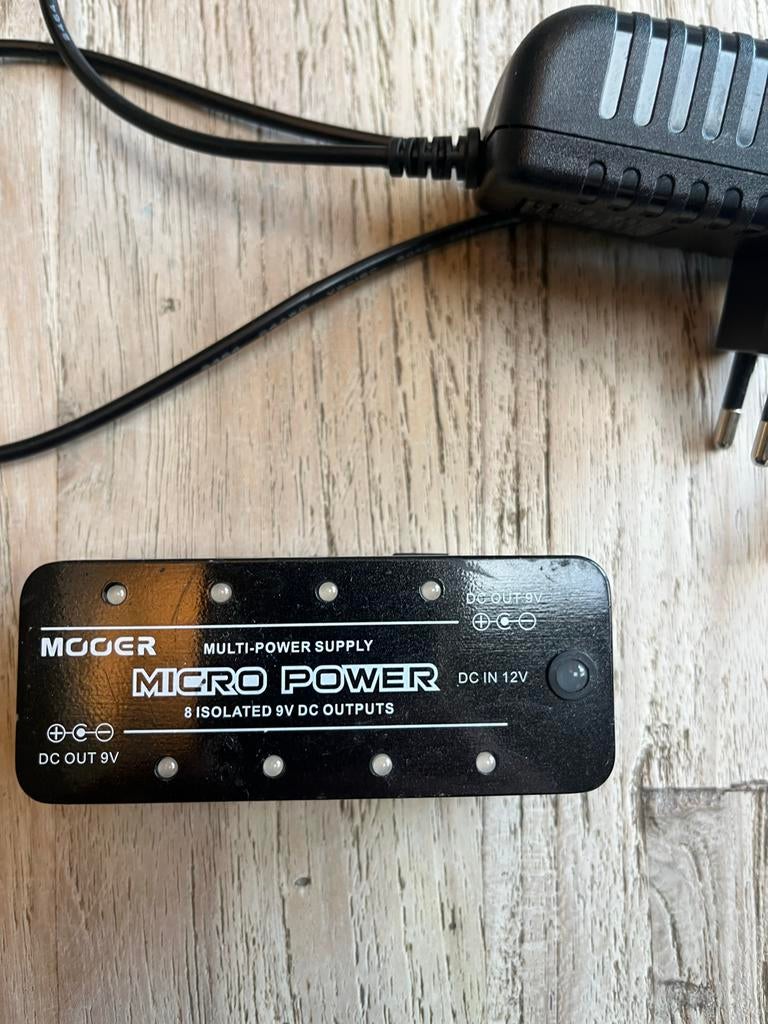 DC OUT 9V
MOOER MULTI-POWER SUPPLY
MICRO POWER
DC IN 12V
8 ISOLATED 9V DC OUTPUTS
DC OUT 9V